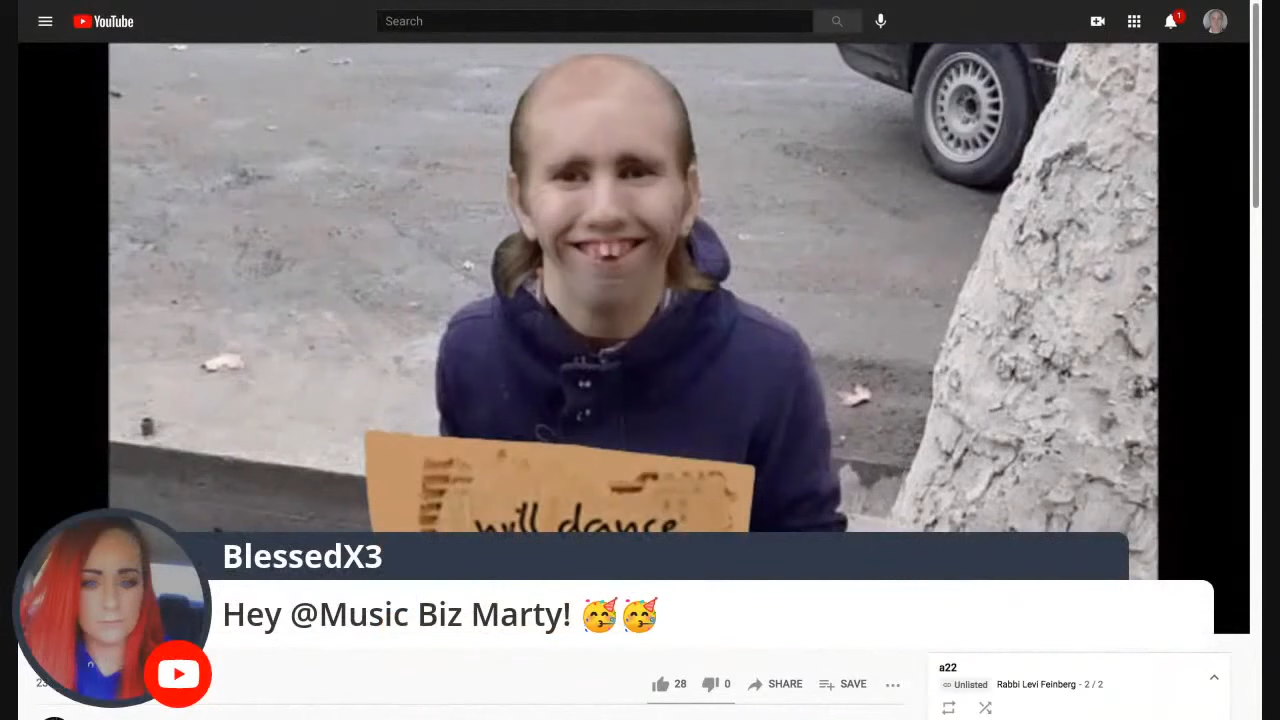 YouTube
Search
1
will dance
BlessedX3
Hey @Music Biz Marty! 🥳🥳
28
0
SHARE
SAVE
a22
Unlisted
Rabbi Levi Feinberg - 2 / 2